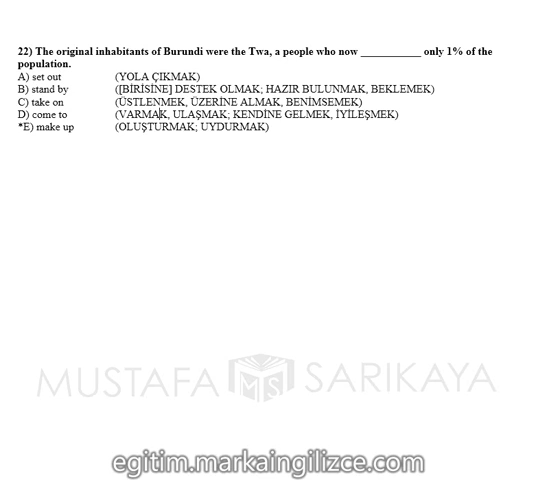 22) The original inhabitants of Burundi were the Twa, a people who now ____________ only 1% of the
population.
A) set out (YOLA ÇIKMAK)
B) stand by ([BİRİSİNE] DESTEK OLMAK; HAZIR BULUNMAK, BEKLEMEK)
C) take on (ÜSTLENMEK, ÜZERİNE ALMAK, BENİMSEMEK)
D) come to (VARMAK, ULAŞMAK; KENDİNE GELMEK, İYİLEŞMEK)
*E) make up (OLUŞTURMAK; UYDURMAK)
MUSTAFA MS SARIKAYA
egitim.markaingilizce.com